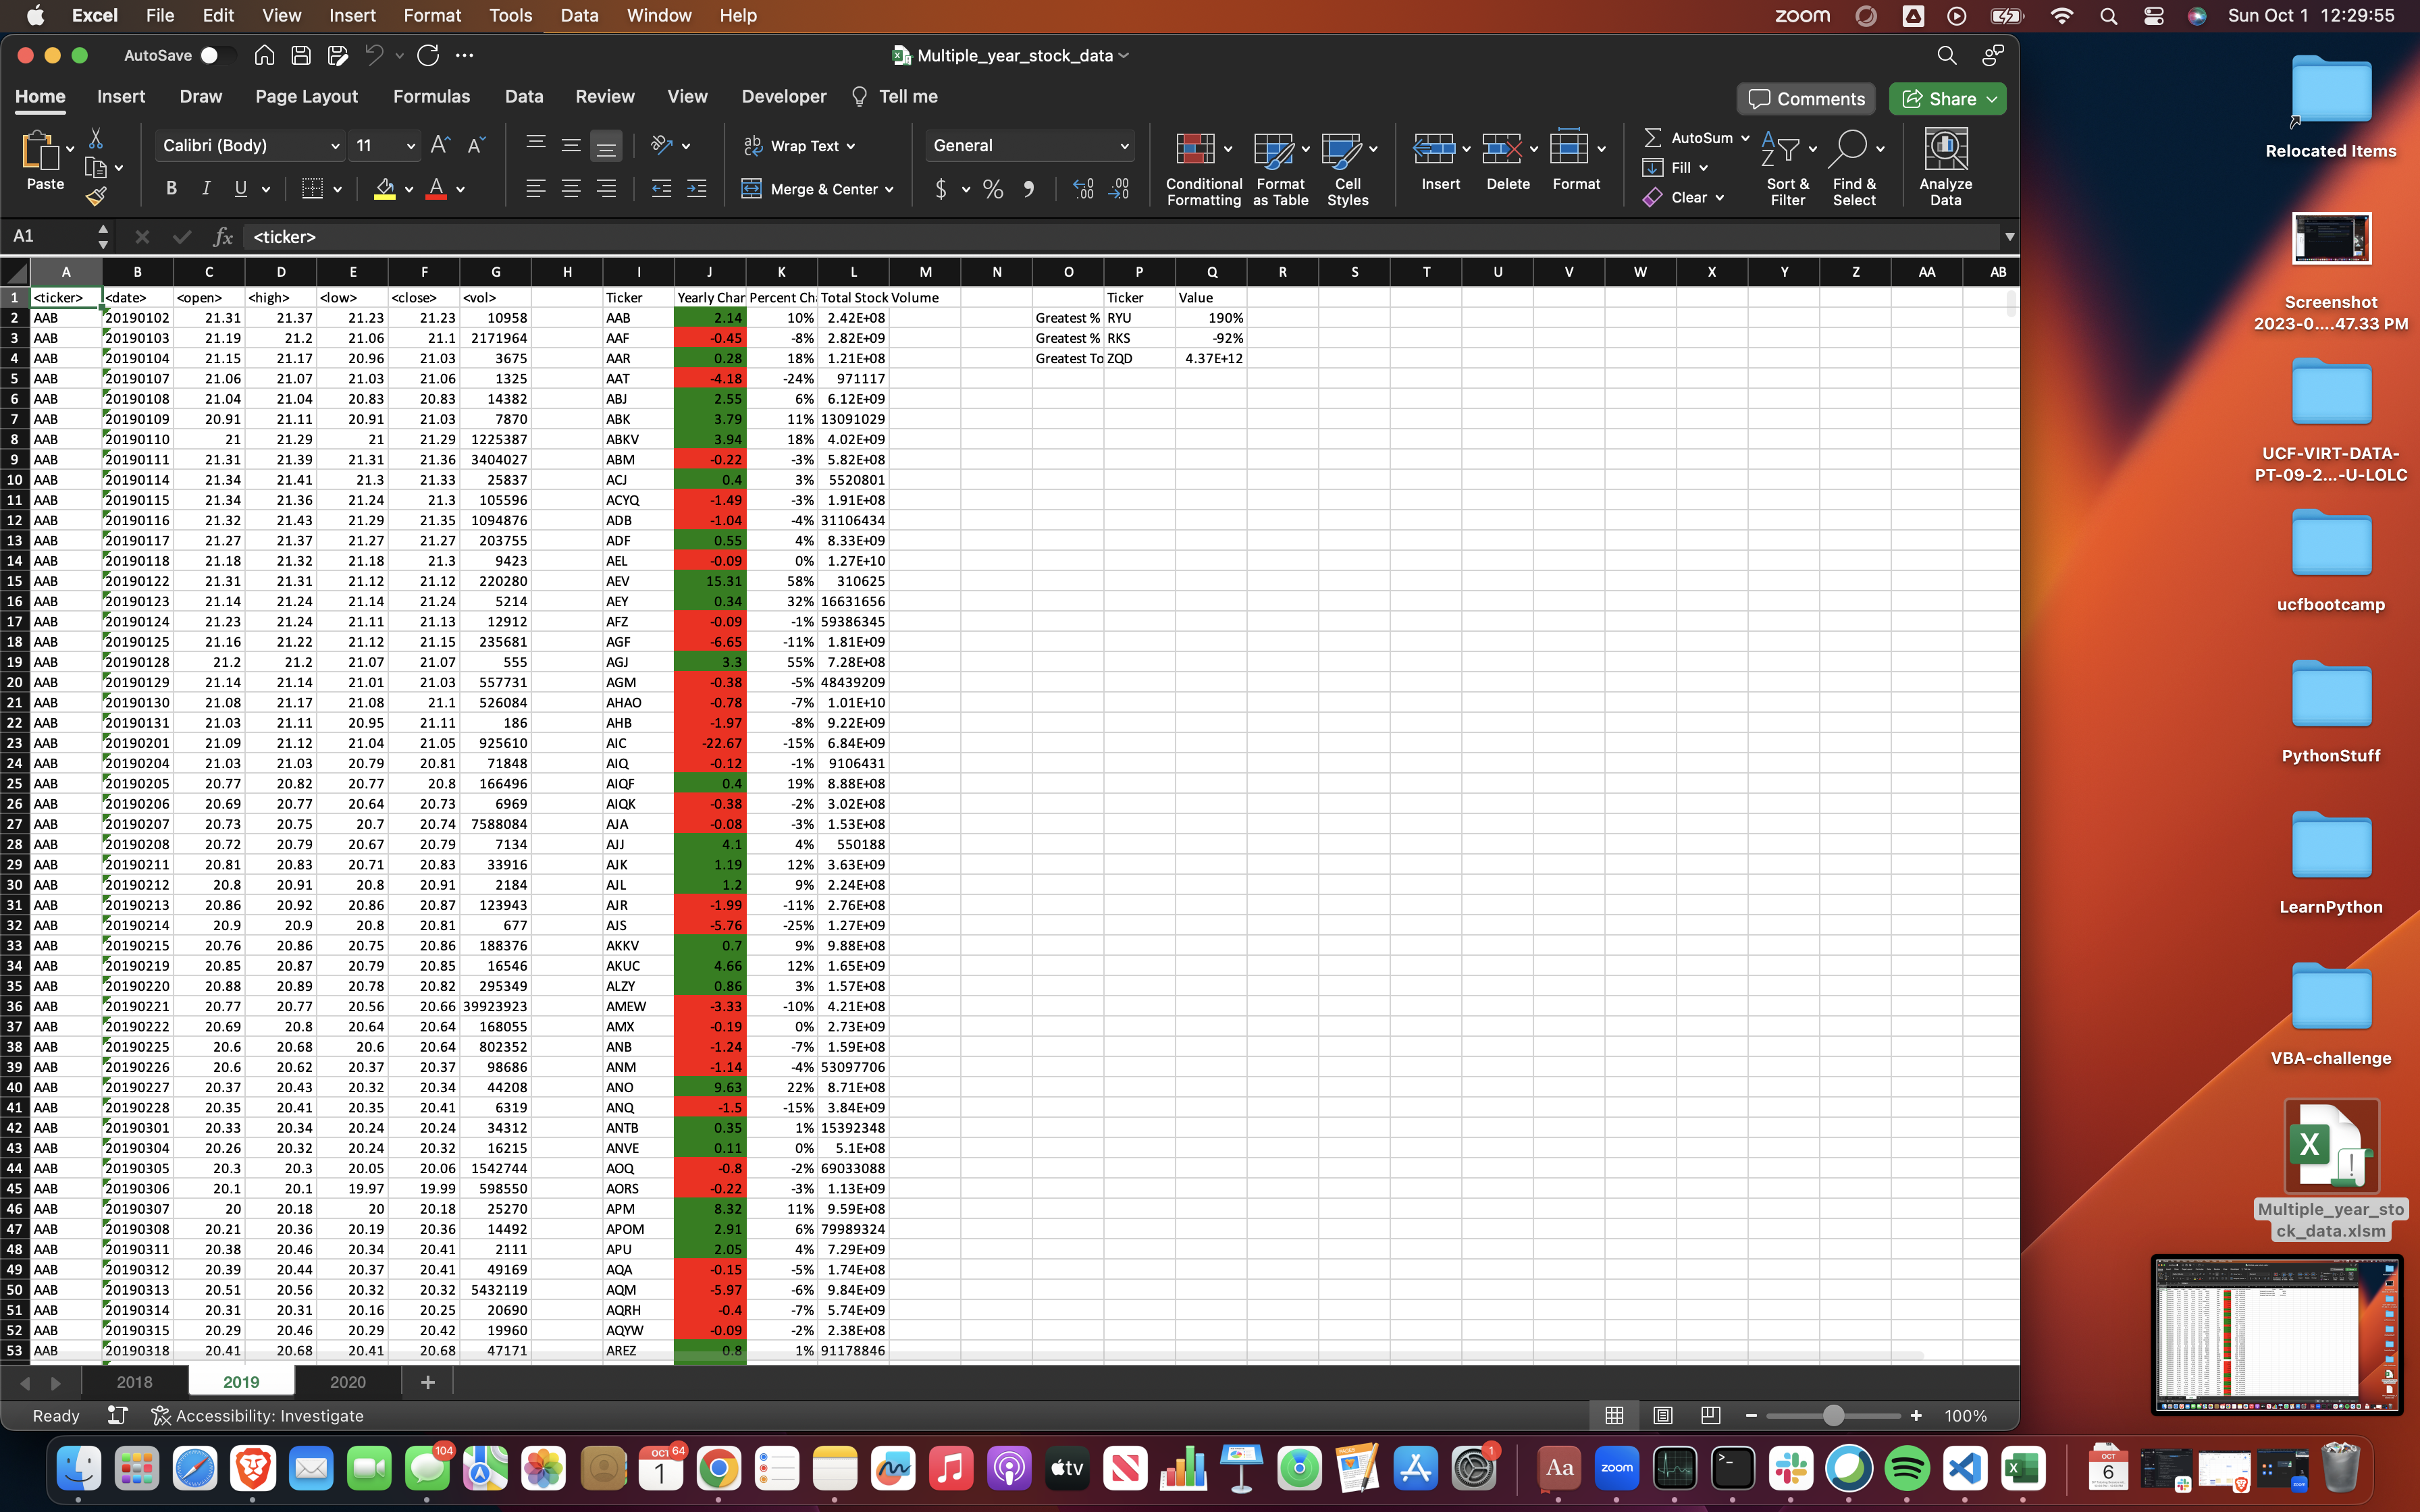 Excel File Edit View Insert Format Tools Data Window Help zoom Sun Oct 1 12:29:55
AutoSave Multiple_year_stock_data
Home Insert Draw Page Layout Formulas Data Review View Developer Tell me Comments Share
Calibri (Body) 11 Wrap Text General AutoSum
Paste Merge & Center Conditional Formatting Format as Table Cell Styles Insert Delete Format Fill Clear Sort & Filter Find & Select Analyze Data
A1 fx <ticker>
A B C D E F G H I J K L M N O P Q R S T U V W X Y Z AA AB
1 <ticker> <date> <open> <high> <low> <close> <vol> Ticker Yearly Char Percent Ch Total Stock Volume Ticker Value
2 AAB 20190102 21.31 21.37 21.23 21.23 10958 AAB 2.14 10% 2.42E+08 Greatest % RYU 190%
3 AAB 20190103 21.19 21.2 21.06 21.1 2171964 AAF -0.45 -8% 2.82E+09 Greatest % RKS -92%
4 AAB 20190104 21.15 21.17 20.96 21.03 3675 AAR 0.28 18% 1.21E+08 Greatest To ZQD 4.37E+12
5 AAB 20190107 21.06 21.07 21.03 21.06 1325 AAT -4.18 -24% 971117
6 AAB 20190108 21.04 21.04 20.83 20.83 14382 ABJ 2.55 6% 6.12E+09
7 AAB 20190109 20.91 21.11 20.91 21.03 7870 ABK 3.79 11% 13091029
8 AAB 20190110 21 21.29 21 21.29 1225387 ABKV 3.94 18% 4.02E+09
9 AAB 20190111 21.31 21.39 21.31 21.36 3404027 ABM -0.22 -3% 5.82E+08
10 AAB 20190114 21.34 21.41 21.3 21.33 25837 ACJ 0.4 3% 5520801
11 AAB 20190115 21.34 21.36 21.24 21.3 105596 ACYQ -1.49 -3% 1.91E+08
12 AAB 20190116 21.32 21.43 21.29 21.35 1094876 ADB -1.04 -4% 31106434
13 AAB 20190117 21.27 21.37 21.27 21.27 203755 ADF 0.55 4% 8.33E+09
14 AAB 20190118 21.18 21.32 21.18 21.3 9423 AEL -0.09 0% 1.27E+10
15 AAB 20190122 21.31 21.31 21.12 21.12 220280 AEV 15.31 58% 310625
16 AAB 20190123 21.14 21.24 21.14 21.24 5214 AEY 0.34 32% 16631656
17 AAB 20190124 21.23 21.24 21.11 21.13 12912 AFZ -0.09 -1% 59386345
18 AAB 20190125 21.16 21.22 21.12 21.15 235681 AGF -6.65 -11% 1.81E+09
19 AAB 20190128 21.2 21.2 21.07 21.07 555 AGJ 3.3 55% 7.28E+08
20 AAB 20190129 21.14 21.14 21.01 21.03 557731 AGM -0.38 -5% 48439209
21 AAB 20190130 21.08 21.17 21.08 21.1 526084 AHAO -0.78 -7% 1.01E+10
22 AAB 20190131 21.03 21.11 20.95 21.11 186 AHB -1.97 -8% 9.22E+09
23 AAB 20190201 21.09 21.12 21.04 21.05 925610 AIC -22.67 -15% 6.84E+09
24 AAB 20190204 21.03 21.03 20.79 20.81 71848 AIQ -0.12 -1% 9106431
25 AAB 20190205 20.77 20.82 20.77 20.8 166496 AIQF 0.4 19% 8.88E+08
26 AAB 20190206 20.69 20.77 20.64 20.73 6969 AIQK -0.38 -2% 3.02E+08
27 AAB 20190207 20.73 20.75 20.7 20.74 7588084 AJA -0.08 -3% 1.53E+08
28 AAB 20190208 20.72 20.79 20.67 20.79 7134 AJJ 4.1 4% 550188
29 AAB 20190211 20.81 20.83 20.71 20.83 33916 AJK 1.19 12% 3.63E+09
30 AAB 20190212 20.8 20.91 20.8 20.91 2184 AJL 1.2 9% 2.24E+08
31 AAB 20190213 20.86 20.92 20.86 20.87 123943 AJR -1.99 -11% 2.76E+08
32 AAB 20190214 20.9 20.9 20.8 20.81 677 AJS -5.76 -25% 1.27E+09
33 AAB 20190215 20.76 20.86 20.75 20.86 188376 AKKV 0.7 9% 9.88E+08
34 AAB 20190219 20.85 20.87 20.79 20.85 16546 AKUC 4.66 12% 1.65E+09
35 AAB 20190220 20.88 20.89 20.78 20.82 295349 ALZY 0.86 3% 1.57E+08
36 AAB 20190221 20.77 20.77 20.56 20.66 39923923 AMEW -3.33 -10% 4.21E+08
37 AAB 20190222 20.69 20.8 20.64 20.64 168055 AMX -0.19 0% 2.73E+09
38 AAB 20190225 20.6 20.68 20.6 20.64 802352 ANB -1.24 -7% 1.59E+08
39 AAB 20190226 20.6 20.62 20.37 20.37 98686 ANM -1.14 -4% 53097706
40 AAB 20190227 20.37 20.43 20.32 20.34 44208 ANO 9.63 22% 8.71E+08
41 AAB 20190228 20.35 20.41 20.35 20.41 6319 ANQ -1.5 -15% 3.84E+09
42 AAB 20190301 20.33 20.34 20.24 20.24 34312 ANTB 0.35 1% 15392348
43 AAB 20190304 20.26 20.32 20.24 20.32 16215 ANVE 0.11 0% 5.1E+08
44 AAB 20190305 20.3 20.3 20.05 20.06 1542744 AOQ -0.8 -2% 69033088
45 AAB 20190306 20.1 20.1 19.97 19.99 598550 AORS -0.22 -3% 1.13E+09
46 AAB 20190307 20 20.18 20 20.18 25270 APM 8.32 11% 9.59E+08
47 AAB 20190308 20.21 20.36 20.19 20.36 14492 APOM 2.91 6% 79989324
48 AAB 20190311 20.38 20.46 20.34 20.41 2111 APU 2.05 4% 7.29E+09
49 AAB 20190312 20.39 20.44 20.37 20.41 49169 AQA -0.15 -5% 1.74E+08
50 AAB 20190313 20.51 20.56 20.32 20.32 5432119 AQM -5.97 -6% 9.84E+09
51 AAB 20190314 20.31 20.31 20.16 20.25 20690 AQRH -0.4 -7% 5.74E+09
52 AAB 20190315 20.29 20.46 20.29 20.42 19960 AQYW -0.09 -2% 2.38E+08
53 AAB 20190318 20.41 20.68 20.41 20.68 47171 AREZ 0.8 1% 91178846
2018 2019 2020
Ready Accessibility: Investigate 100%
Relocated Items
Screenshot
2023-0....47.33 PM
UCF-VIRT-DATA-
PT-09-2...-U-LOLC
ucfbootcamp
PythonStuff
LearnPython
VBA-challenge
Multiple_year_sto
ck_data.xlsm
104 OCT 64 1 tv 1 Aa zoom OCT 6